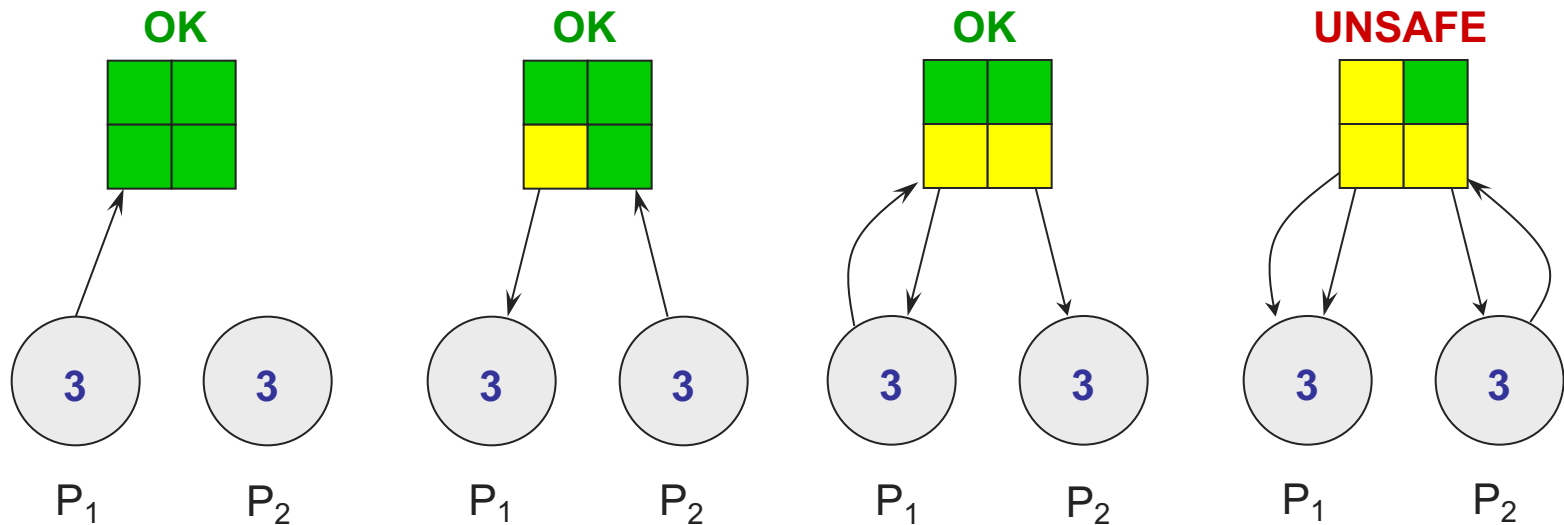 OK OK OK UNSAFE
3 3 3 3 3 3 3 3
P₁ P₂ P₁ P₂ P₁ P₂ P₁ P₂